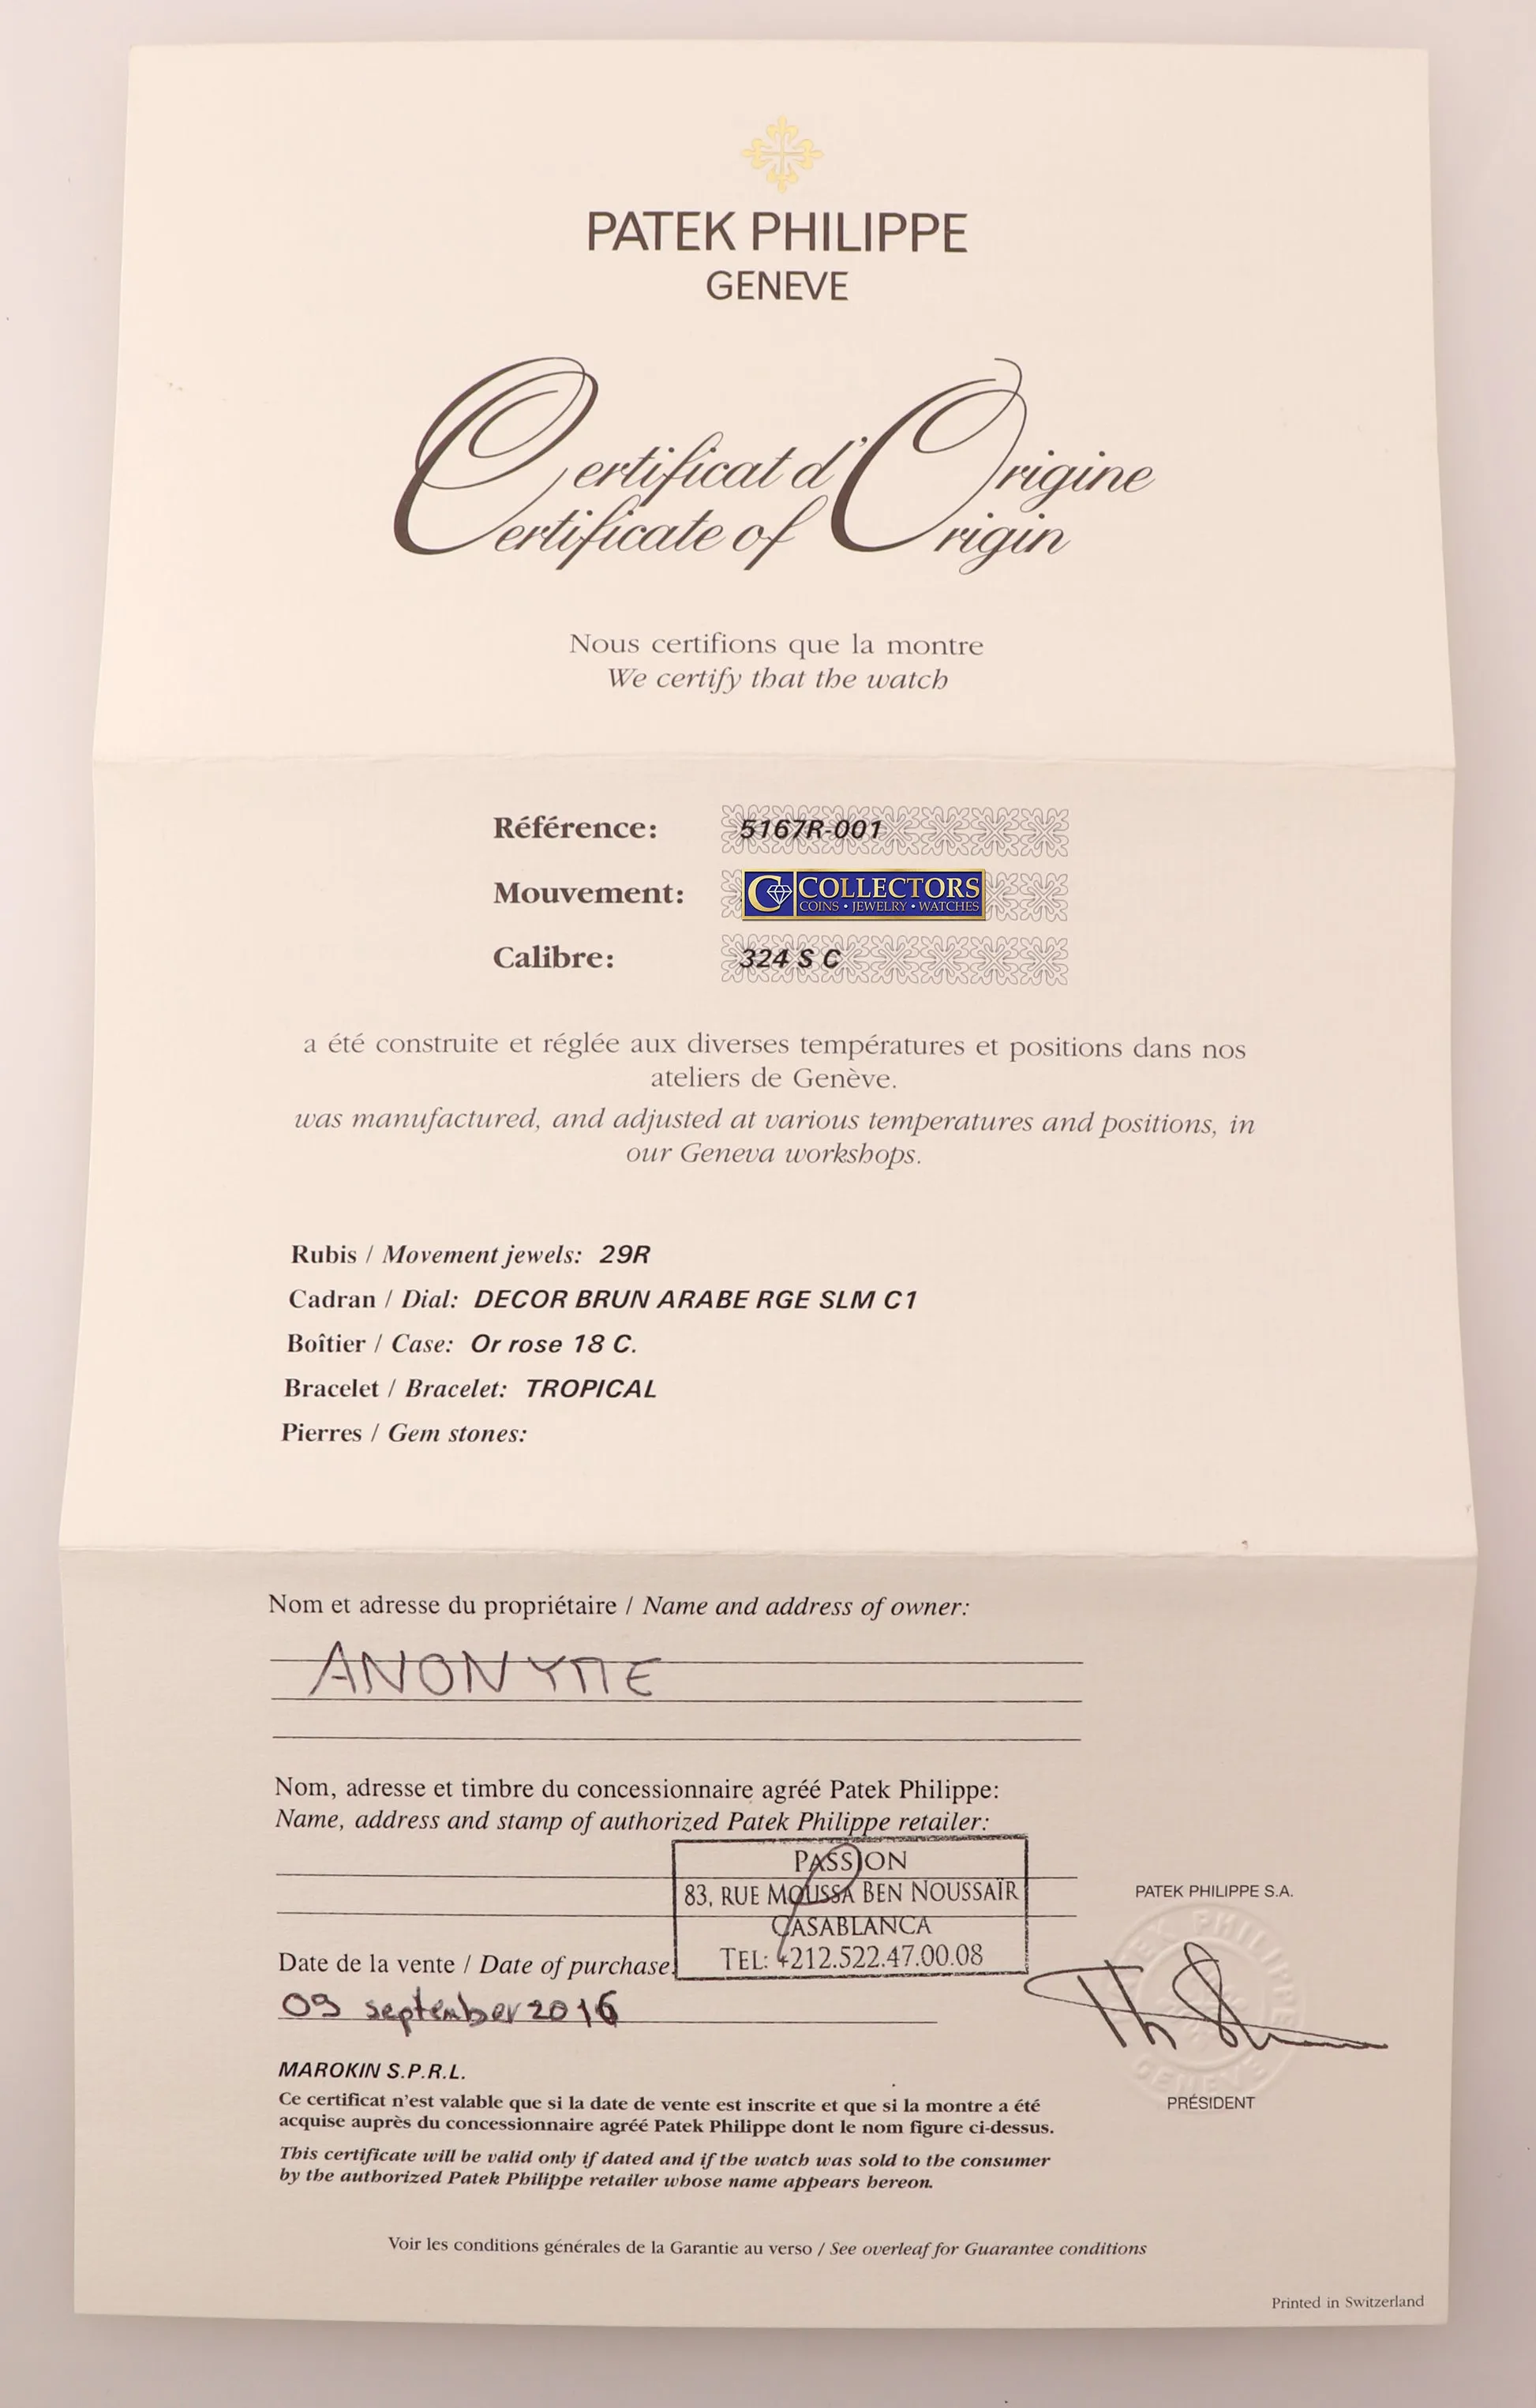 PATEK PHILIPPE
GENEVE
Certificat d'Origine
Certificate of Origin
Nous certifions que la montre
We certify that the watch
Référence: 5167R-001
Mouvement: C COLLECTORS
COINS • JEWELRY • WATCHES
Calibre: 324 S C
a été construite et réglée aux diverses températures et positions dans nos
ateliers de Genève.
was manufactured, and adjusted at various temperatures and positions, in
our Geneva workshops.
Rubis / Movement jewels: 29R
Cadran / Dial: DECOR BRUN ARABE RGE SLM C1
Boîtier / Case: Or rose 18 C.
Bracelet / Bracelet: TROPICAL
Pierres / Gem stones:
Nom et adresse du propriétaire / Name and address of owner:
ANONYME
Nom, adresse et timbre du concessionnaire agréé Patek Philippe:
Name, address and stamp of authorized Patek Philippe retailer:
PASSION
83, RUE MOUSSA BEN NOUSSAÏR
CASABLANCA
TEL: +212.522.47.00.08
PATEK PHILIPPE S.A.
PATEK PHILIPPE
GENEVE
Date de la vente / Date of purchase:
09 september 2016
PRÉSIDENT
MAROKIN S.P.R.L.
Ce certificat n'est valable que si la date de vente est inscrite et que si la montre a été
acquise auprès du concessionnaire agréé Patek Philippe dont le nom figure ci-dessus.
This certificate will be valid only if dated and if the watch was sold to the consumer
by the authorized Patek Philippe retailer whose name appears hereon.
Voir les conditions générales de la Garantie au verso / See overleaf for Guarantee conditions
Printed in Switzerland